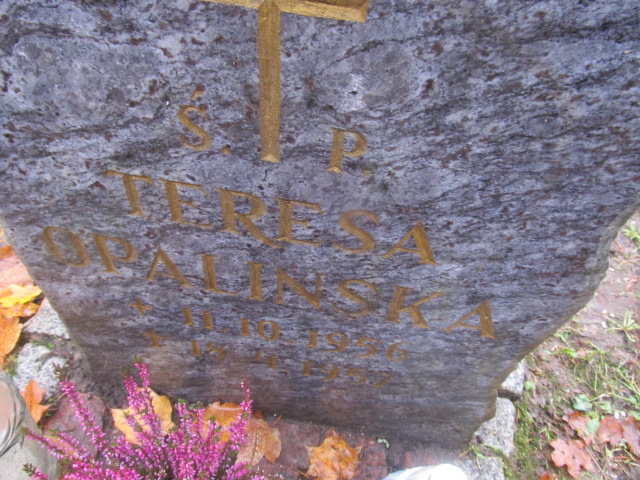 Ś. P.
TERESA
OPALINSKA
* 11.10.1956